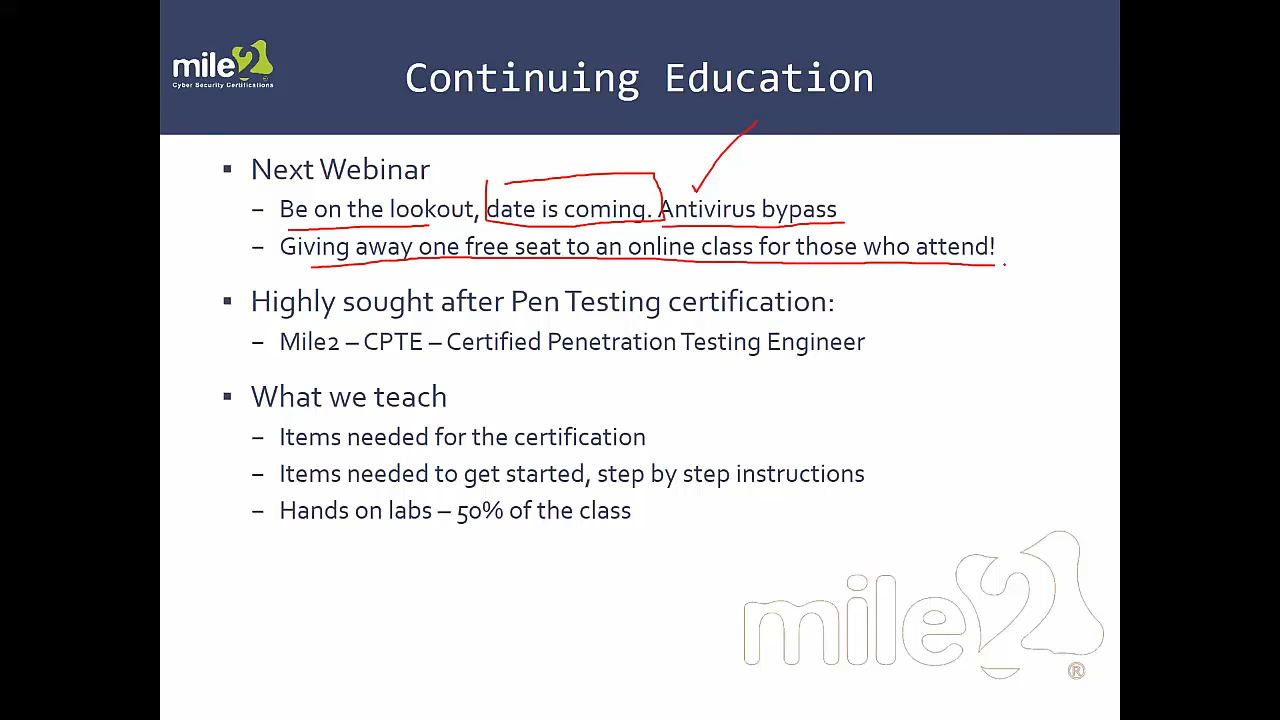 mile2
Cyber Security Certifications
Continuing Education
▪ Next Webinar
– Be on the lookout, date is coming. Antivirus bypass
– Giving away one free seat to an online class for those who attend!
▪ Highly sought after Pen Testing certification:
– Mile2 – CPTE – Certified Penetration Testing Engineer
▪ What we teach
– Items needed for the certification
– Items needed to get started, step by step instructions
– Hands on labs – 50% of the class
mile2
®